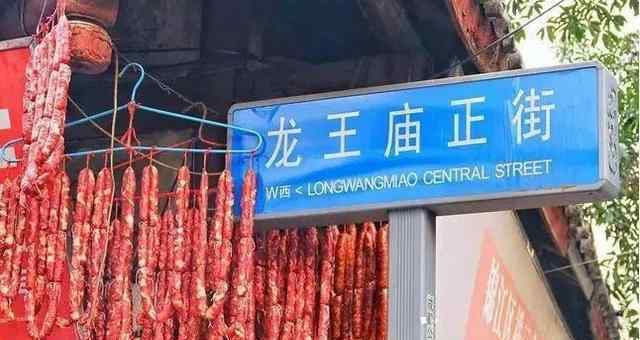 龙王庙正街
W西 < LONGWANGMIAO CENTRAL STREET